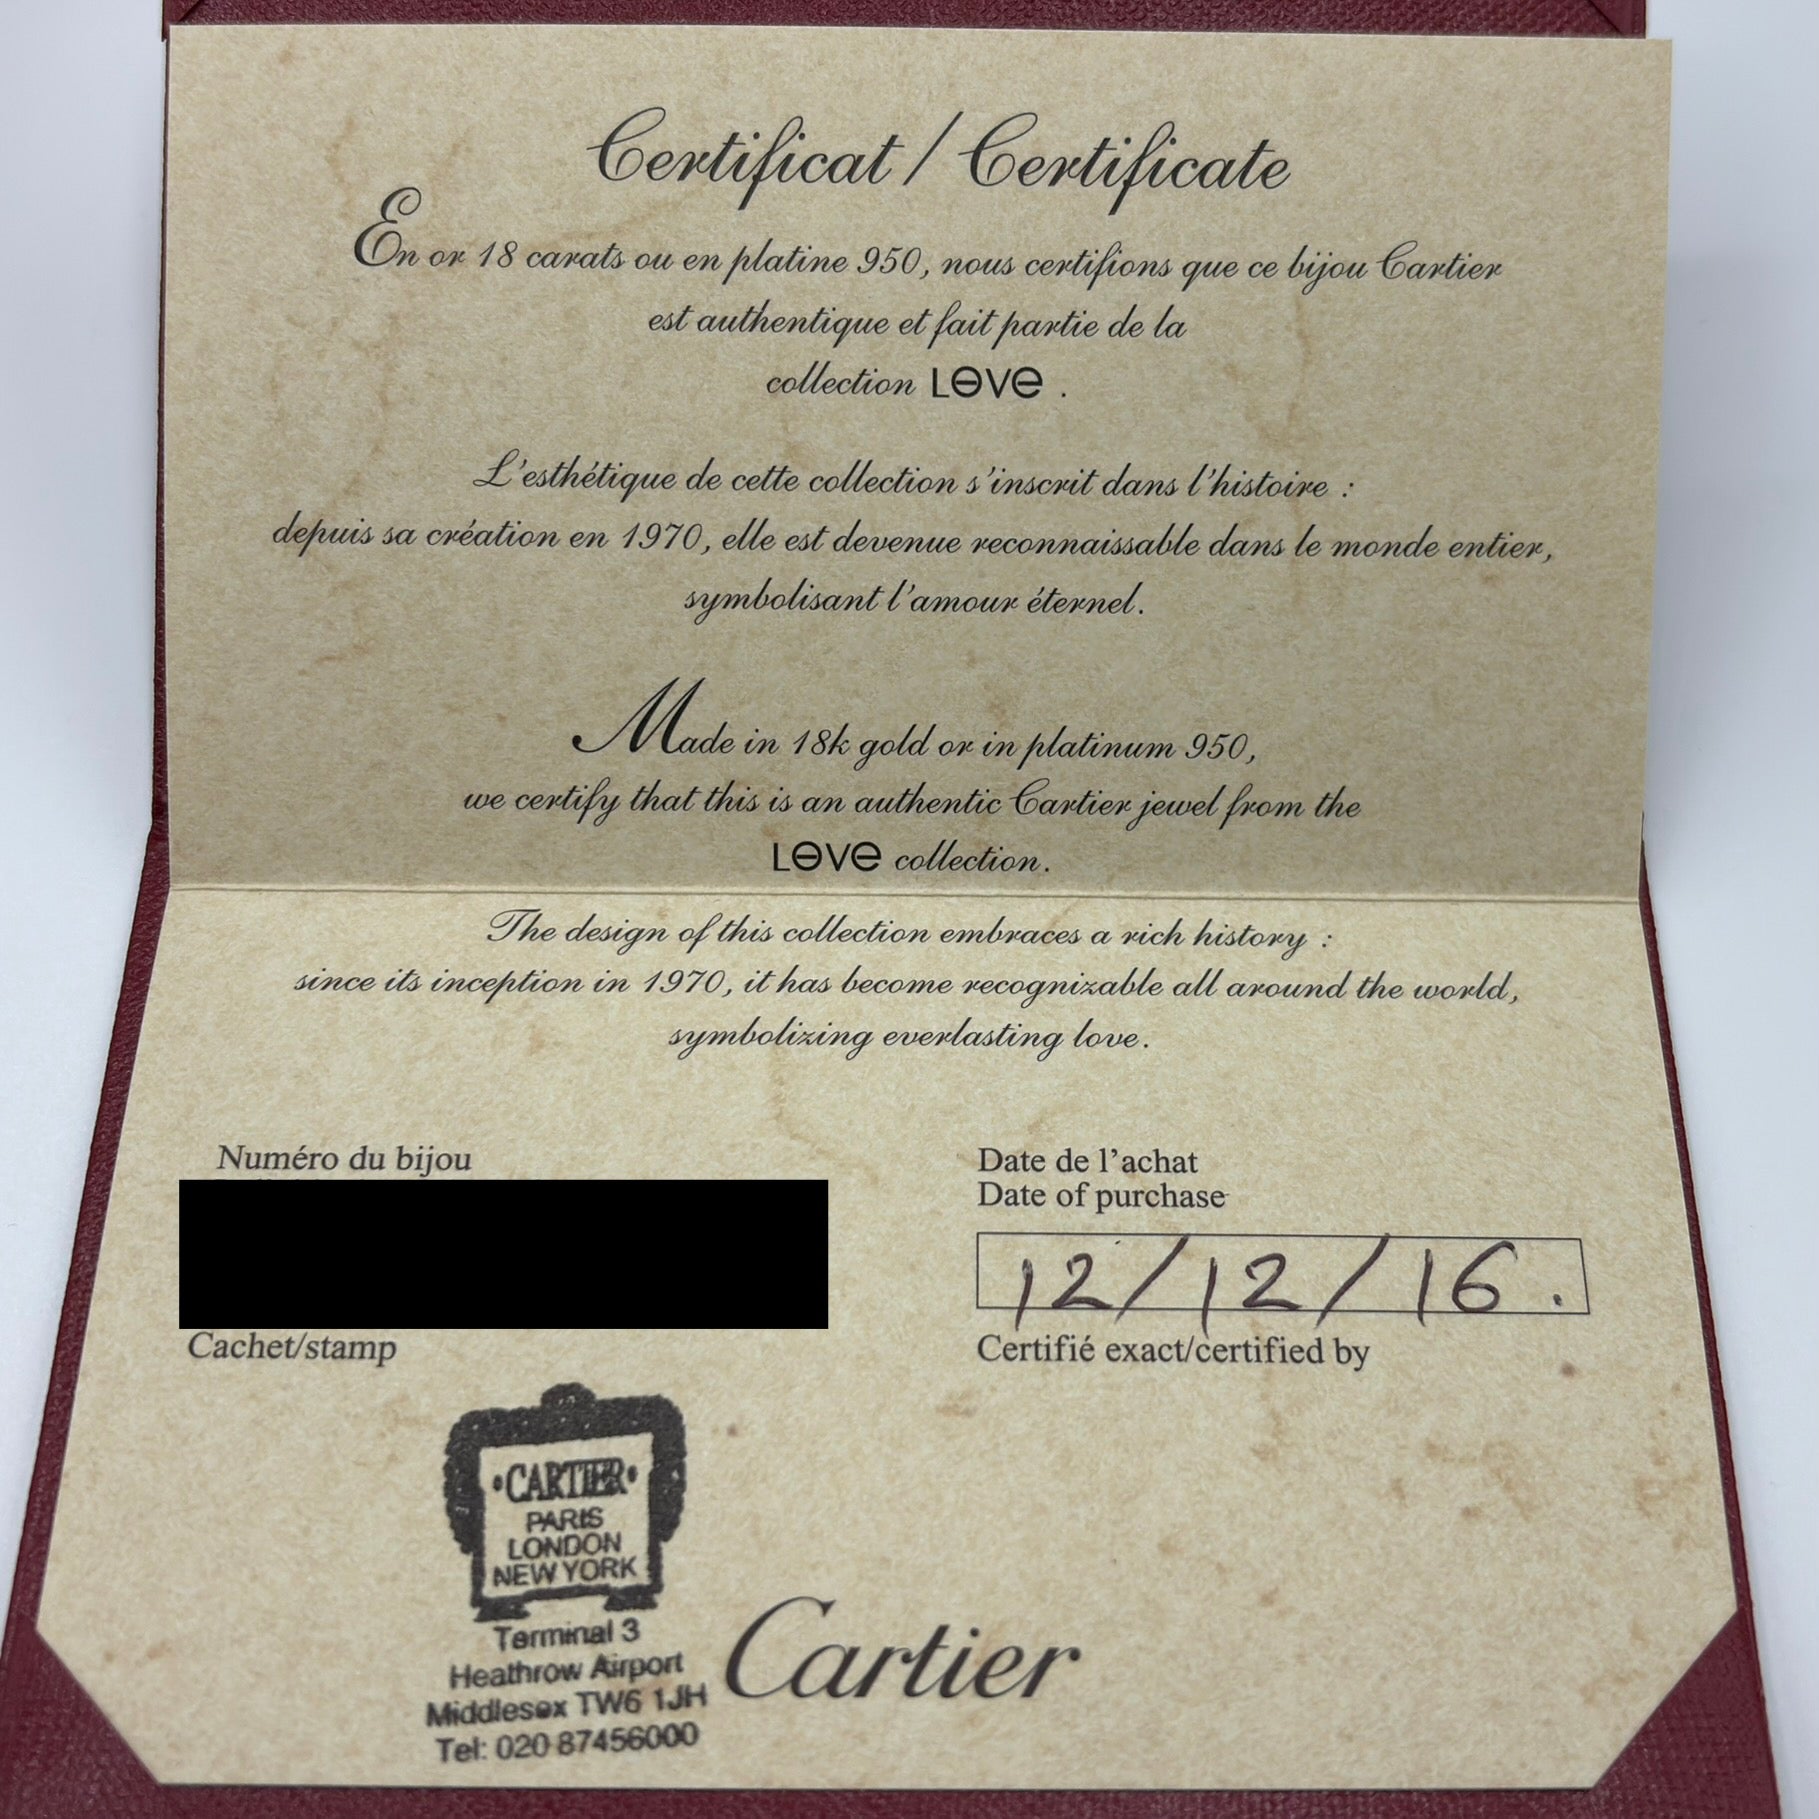 Certificat / Certificate
En or 18 carats ou en platine 950, nous certifions que ce bijou Cartier
est authentique et fait partie de la
collection LOVE .
L'esthétique de cette collection s'inscrit dans l'histoire :
depuis sa création en 1970, elle est devenue reconnaissable dans le monde entier,
symbolisant l'amour éternel.
Made in 18k gold or in platinum 950,
we certify that this is an authentic Cartier jewel from the
LOVE collection.
The design of this collection embraces a rich history :
since its inception in 1970, it has become recognizable all around the world,
symbolizing everlasting love.
Numéro du bijou
Date de l'achat
Date of purchase
12/12/16.
Cachet/stamp
Certifié exact/certified by
·CARTIER·
PARIS
LONDON
NEW YORK
Terminal 3
Heathrow Airport
Middlesex TW6 1JH
Tel: 020 87456000
Cartier